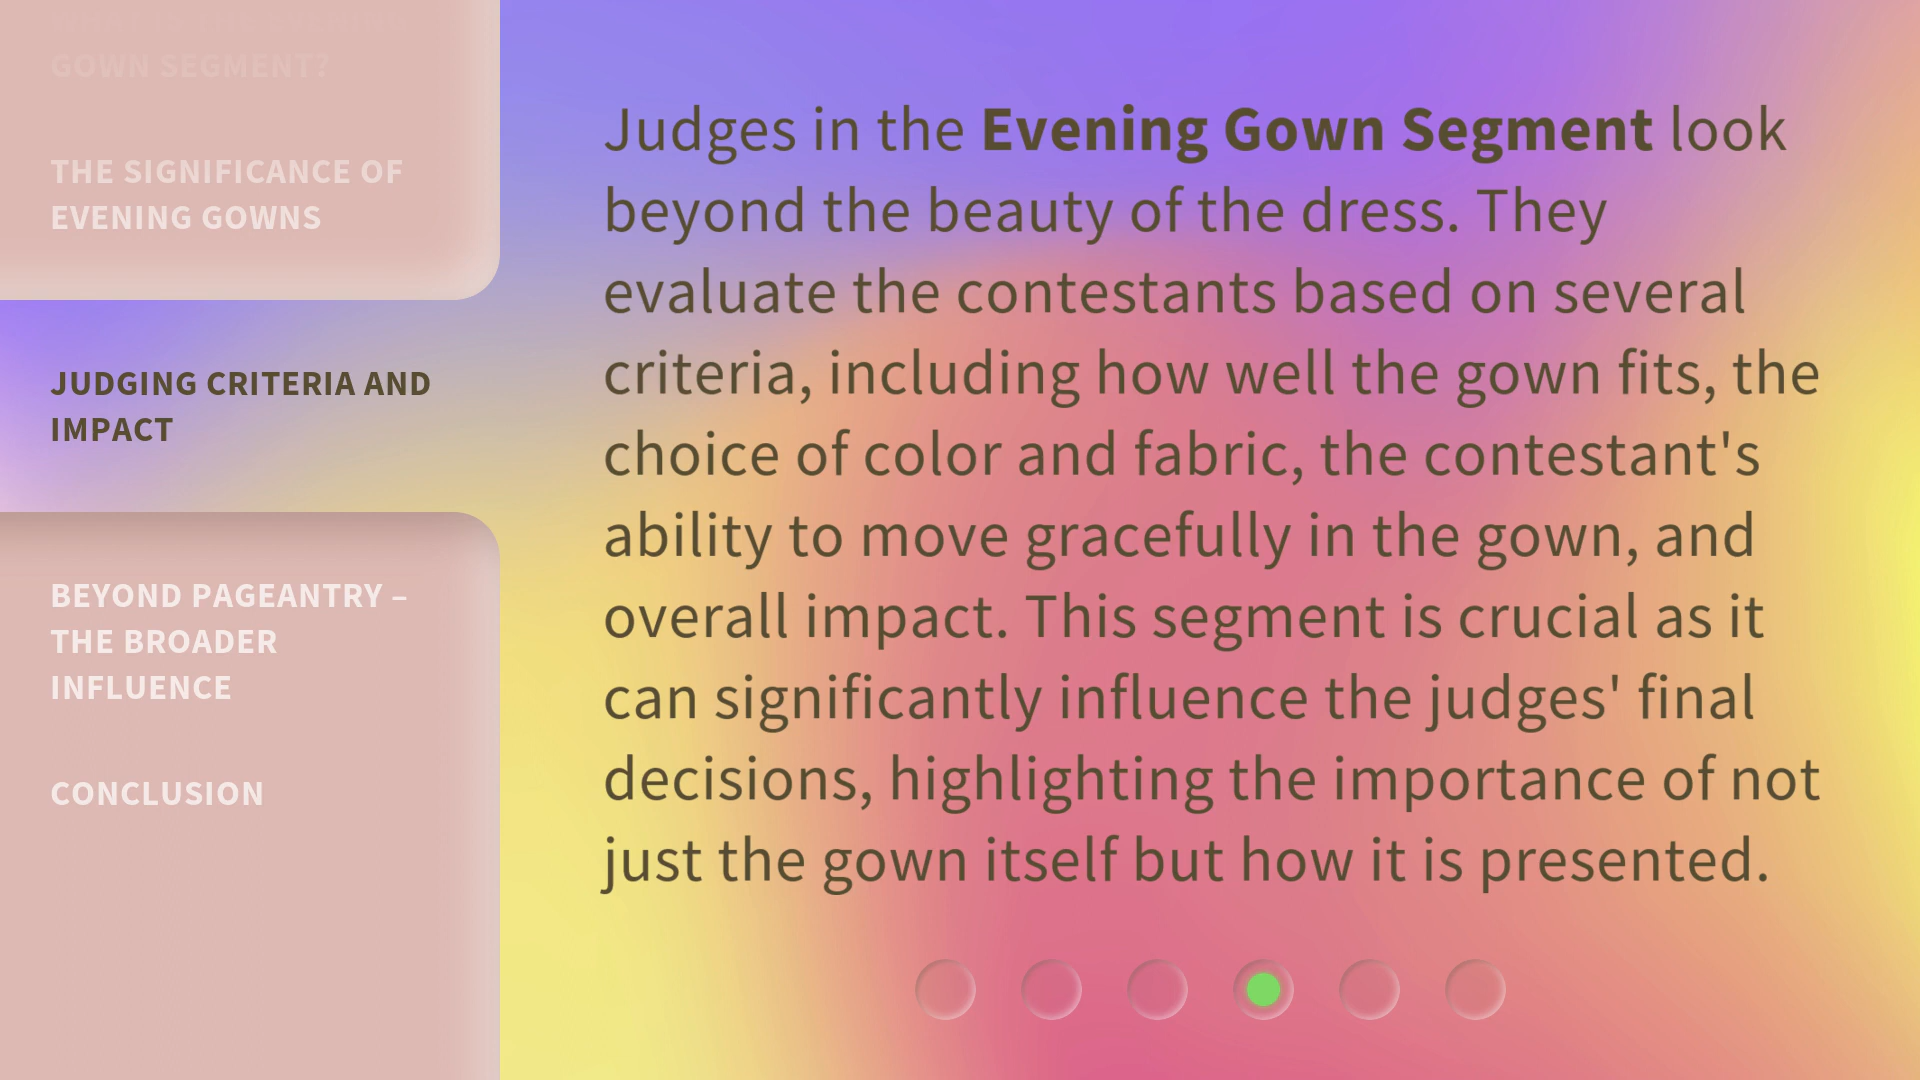 GOWN SEGMENT?
THE SIGNIFICANCE OF
EVENING GOWNS
JUDGING CRITERIA AND
IMPACT
BEYOND PAGEANTRY –
THE BROADER
INFLUENCE
CONCLUSION
Judges in the Evening Gown Segment look
beyond the beauty of the dress. They
evaluate the contestants based on several
criteria, including how well the gown fits, the
choice of color and fabric, the contestant's
ability to move gracefully in the gown, and
overall impact. This segment is crucial as it
can significantly influence the judges' final
decisions, highlighting the importance of not
just the gown itself but how it is presented.